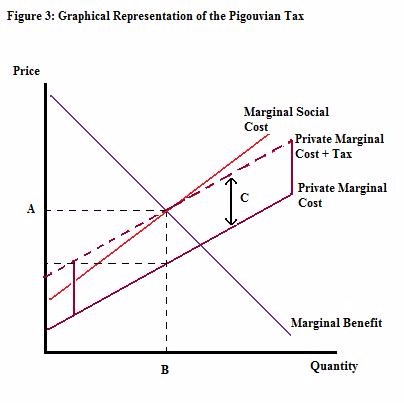 Figure 3: Graphical Representation of the Pigouvian Tax
Price
Marginal Social
Cost
Private Marginal
Cost + Tax
A
C
Private Marginal
Cost
Marginal Benefit
B
Quantity